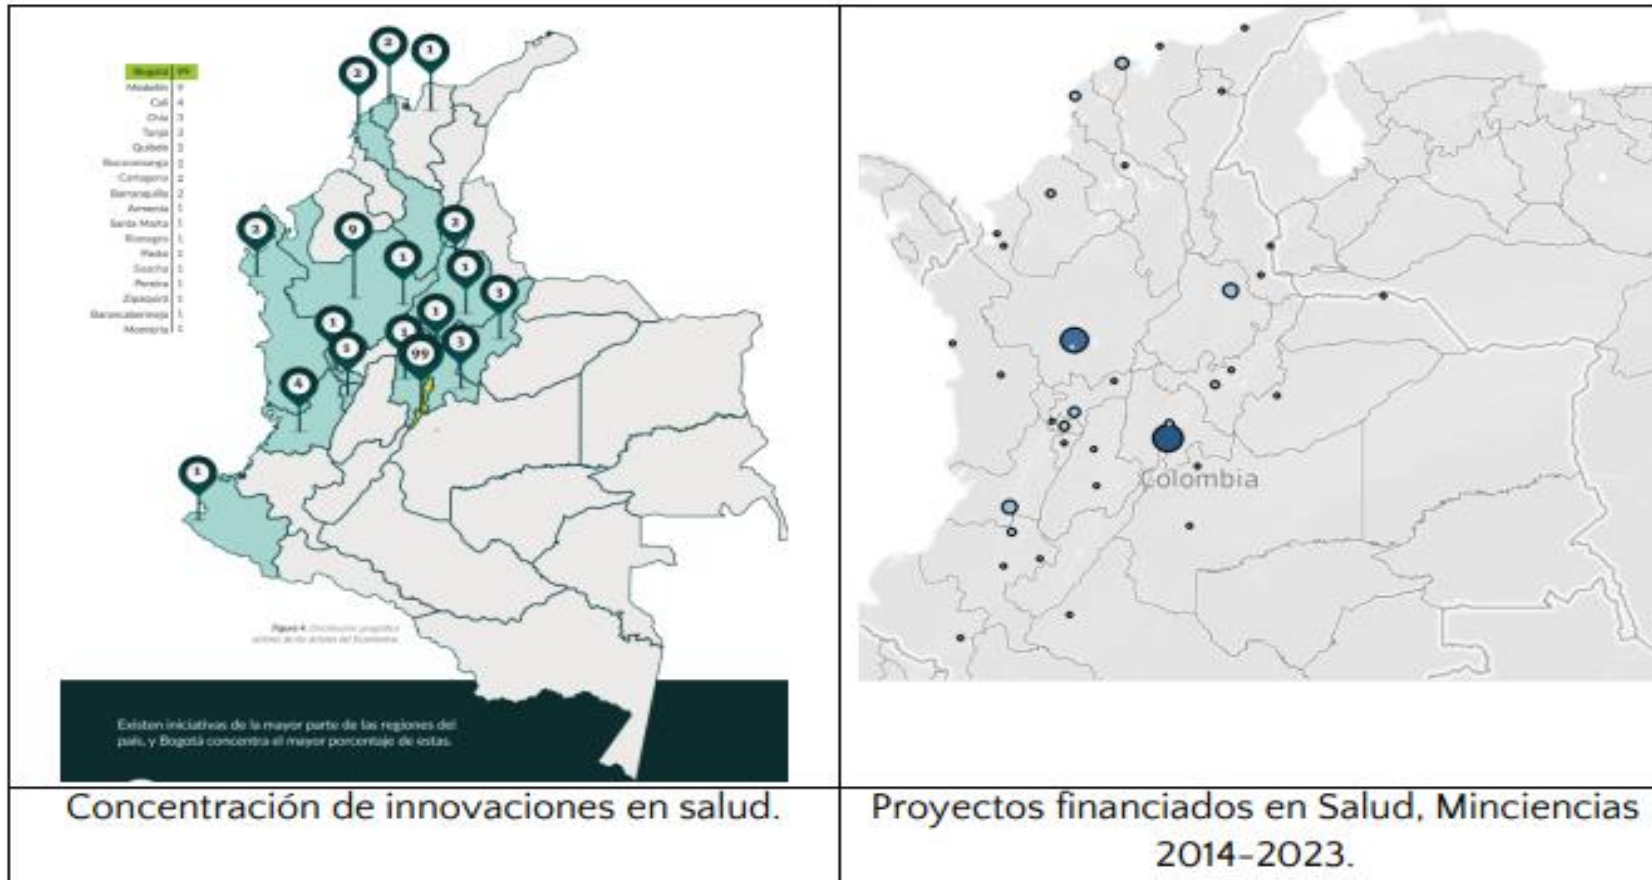 Bogotá 99
Medellín 9
Cali 4
Chía 3
Tunja 3
Quibdó 2
Bucaramanga 2
Cartagena 2
Barranquilla 2
Armenia 1
Santa Marta 1
Rionegro 1
Pasto 1
Soacha 1
Pereira 1
Zipaquirá 1
Barrancabermeja 1
Montería 1
2
1
2
2
9
2
1
1
3
1
1
3
1
99
4
1
Figura 4.
Existen iniciativas de la mayor parte de las regiones del
país, y Bogotá concentra el mayor porcentaje de estas.
Colombia
Concentración de innovaciones en salud.
Proyectos financiados en Salud, Minciencias
2014-2023.